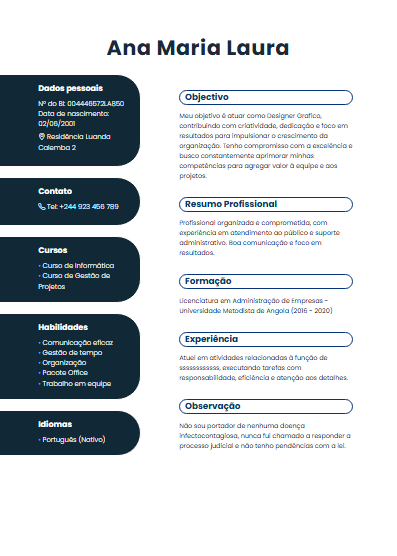 Ana Maria Laura
Dados pessoais
Nº do BI: 004446572LA850
Data de nascimento:
02/06/2001
Residência Luanda
Calemba 2
Contato
Tel: +244 923 456 789
Cursos
• Curso de Informática
• Curso de Gestão de
Projetos
Habilidades
• Comunicação eficaz
• Gestão de tempo
• Organização
• Pacote Office
• Trabalho em equipe
Idiomas
• Português (Nativo)
Objectivo
Meu objetivo é atuar como Designer Grafico,
contribuindo com criatividade, dedicação e foco em
resultados para impulsionar o crescimento da
organização. Tenho compromisso com a excelência e
busco constantemente aprimorar minhas
competências para agregar valor à equipe e aos
projetos.
Resumo Profissional
Profissional organizada e comprometida, com
experiência em atendimento ao público e suporte
administrativo. Boa comunicação e foco em
resultados.
Formação
Licenciatura em Administração de Empresas -
Universidade Metodista de Angola (2016 - 2020)
Experiência
Atuei em atividades relacionadas à função de
sssssssssss, executando tarefas com
responsabilidade, eficiência e atenção aos detalhes.
Observação
Não sou portador de nenhuma doença
infectocontagiosa, nunca fui chamado a responder a
processo judicial e não tenho pendências com a lei.